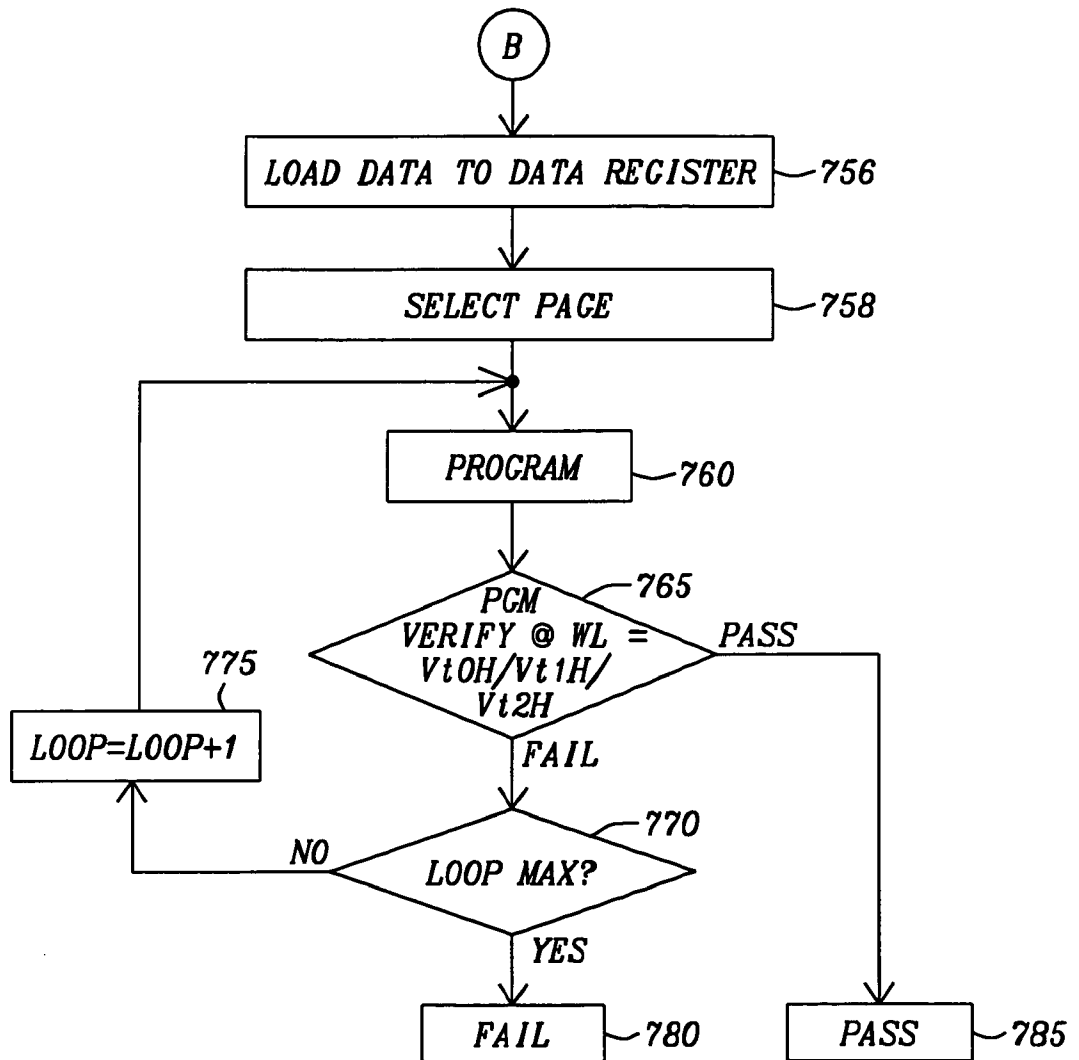 B
LOAD DATA TO DATA REGISTER
756
SELECT PAGE
758
PROGRAM
760
PGM
VERIFY @ WL =
Vt0H/Vt1H/
Vt2H
765
PASS
775
LOOP=LOOP+1
FAIL
770
NO
LOOP MAX?
YES
FAIL
780
PASS
785